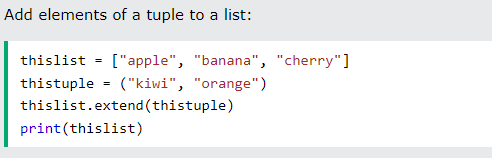 Add elements of a tuple to a list:
thislist = ["apple", "banana", "cherry"]
thistuple = ("kiwi", "orange")
thislist.extend(thistuple)
print(thislist)